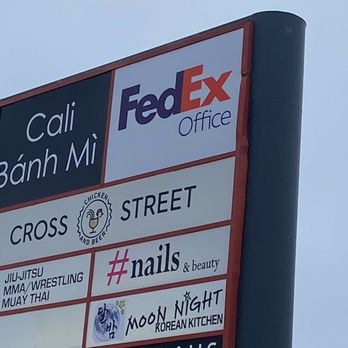 Cali
Bánh Mì
FedEx
Office
CROSS STREET
CHICKEN
AND BEER
JIU-JITSU
MMA/WRESTLING
MUAY THAI
#nails & beauty
MOON NIGHT
KOREAN KITCHEN